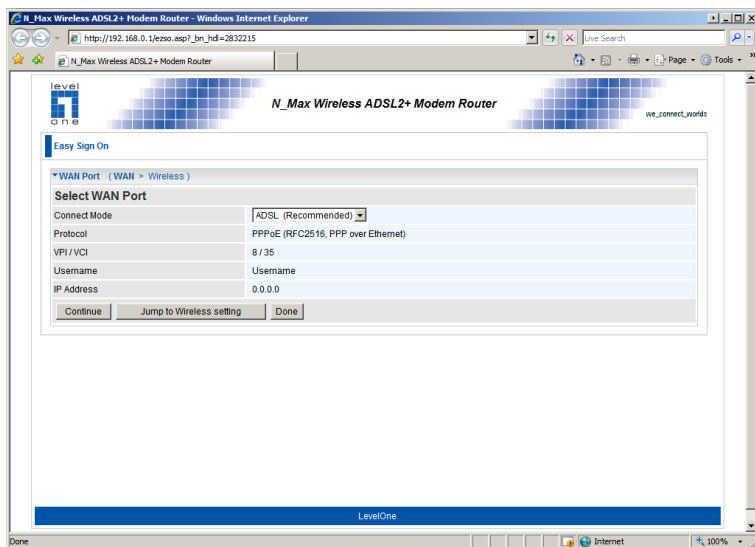 N_Max Wireless ADSL2+ Modem Router - Windows Internet Explorer
http://192.168.0.1/ezso.asp?_bn_hdl=2832215
Live Search
N_Max Wireless ADSL2+ Modem Router
Page Tools »
level
one
N_Max Wireless ADSL2+ Modem Router
we_connect_worlds
Easy Sign On
WAN Port ( WAN > Wireless )
Select WAN Port
Connect Mode ADSL (Recommended)
Protocol PPPoE (RFC2516, PPP over Ethernet)
VPI / VCI 8 / 35
Username Username
IP Address 0.0.0.0
Continue Jump to Wireless setting Done
LevelOne
Done Internet 100%